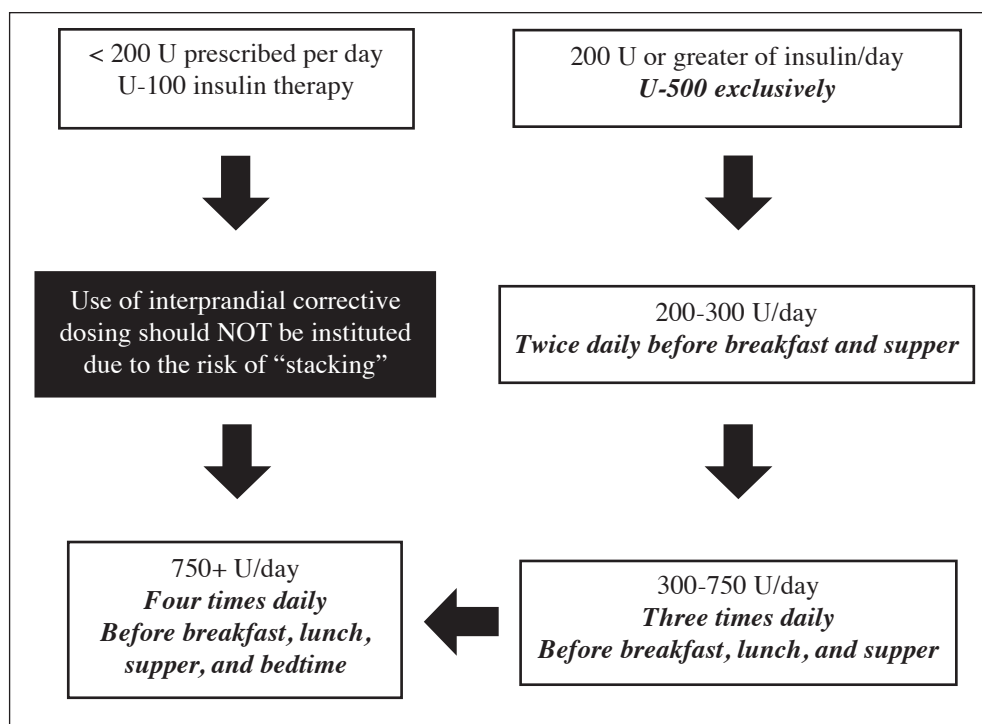 < 200 U prescribed per day
U-100 insulin therapy
200 U or greater of insulin/day
U-500 exclusively
Use of interprandial corrective
dosing should NOT be instituted
due to the risk of “stacking”
200-300 U/day
Twice daily before breakfast and supper
750+ U/day
Four times daily
Before breakfast, lunch,
supper, and bedtime
300-750 U/day
Three times daily
Before breakfast, lunch, and supper